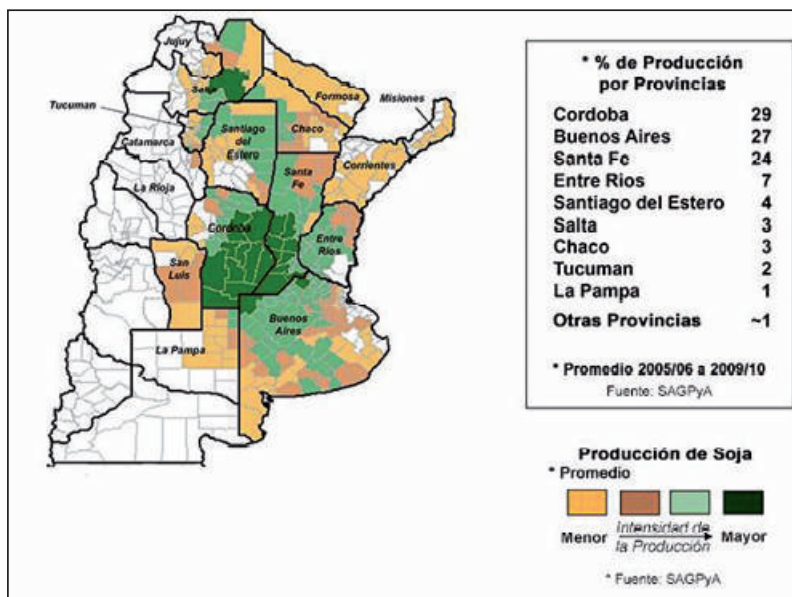 Jujuy
Salta
Formosa
Misiones
Tucuman
Santiago
del
Estero
Chaco
Catamarca
Corrientes
La Rioja
Santa
Fe
Cordoba
Entre
Rios
San
Luis
Buenos
Aires
La Pampa
* % de Producción
por Provincias
Cordoba 29
Buenos Aires 27
Santa Fe 24
Entre Rios 7
Santiago del Estero 4
Salta 3
Chaco 3
Tucuman 2
La Pampa 1
Otras Provincias ~1
* Promedio 2005/06 a 2009/10
Fuente: SAGPyA
Producción de Soja
* Promedio
Menor Intensidad de la Producción Mayor
* Fuente: SAGPyA